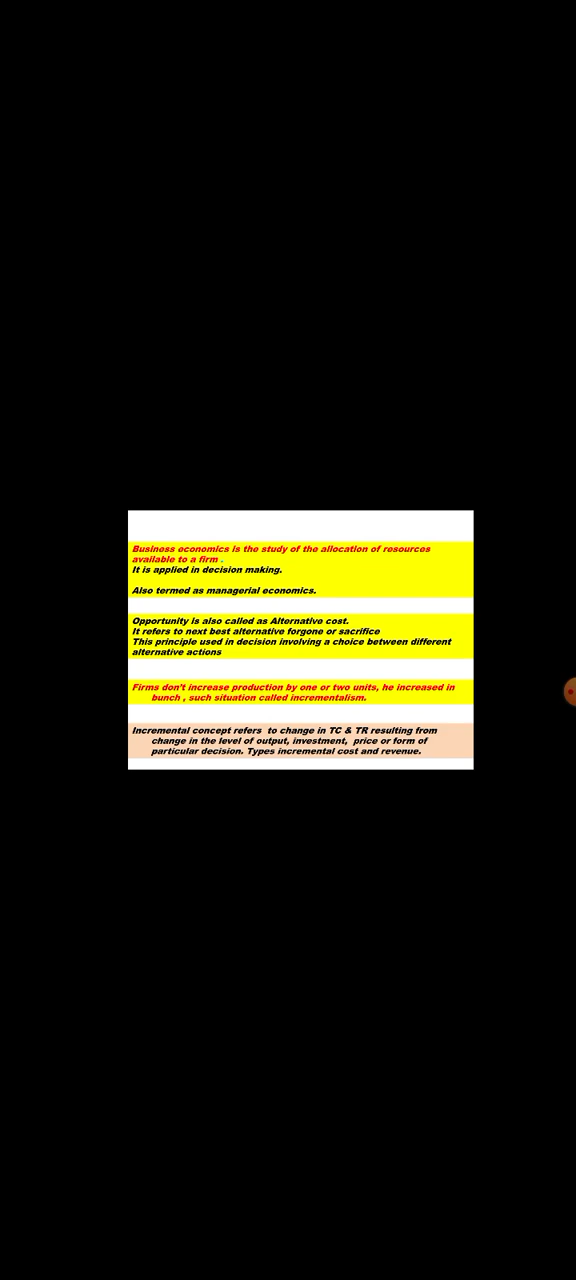 Business economics is the study of the allocation of resources
available to a firm .
It is applied in decision making.
Also termed as managerial economics.
Opportunity is also called as Alternative cost.
It refers to next best alternative forgone or sacrifice
This principle used in decision involving a choice between different
alternative actions
Firms don't increase production by one or two units, he increased in
bunch , such situation called incrementalism.
Incremental concept refers to change in TC & TR resulting from
change in the level of output, investment, price or form of
particular decision. Types incremental cost and revenue.